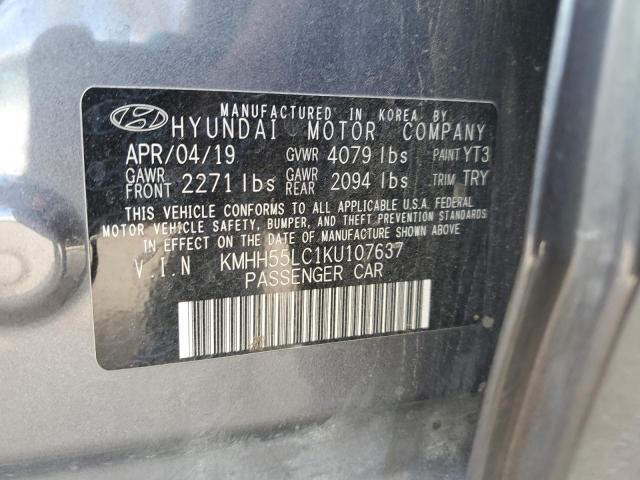 MANUFACTURED IN KOREA BY
HYUNDAI MOTOR COMPANY
APR/04/19 GVWR 4079 lbs PAINT YT3
GAWR FRONT 2271 lbs GAWR REAR 2094 lbs TRIM TRY
THIS VEHICLE CONFORMS TO ALL APPLICABLE U.S.A. FEDERAL
MOTOR VEHICLE SAFETY, BUMPER, AND THEFT PREVENTION STANDARDS
IN EFFECT ON THE DATE OF MANUFACTURE SHOWN ABOVE
V.I.N KMHH55LC1KU107637
PASSENGER CAR